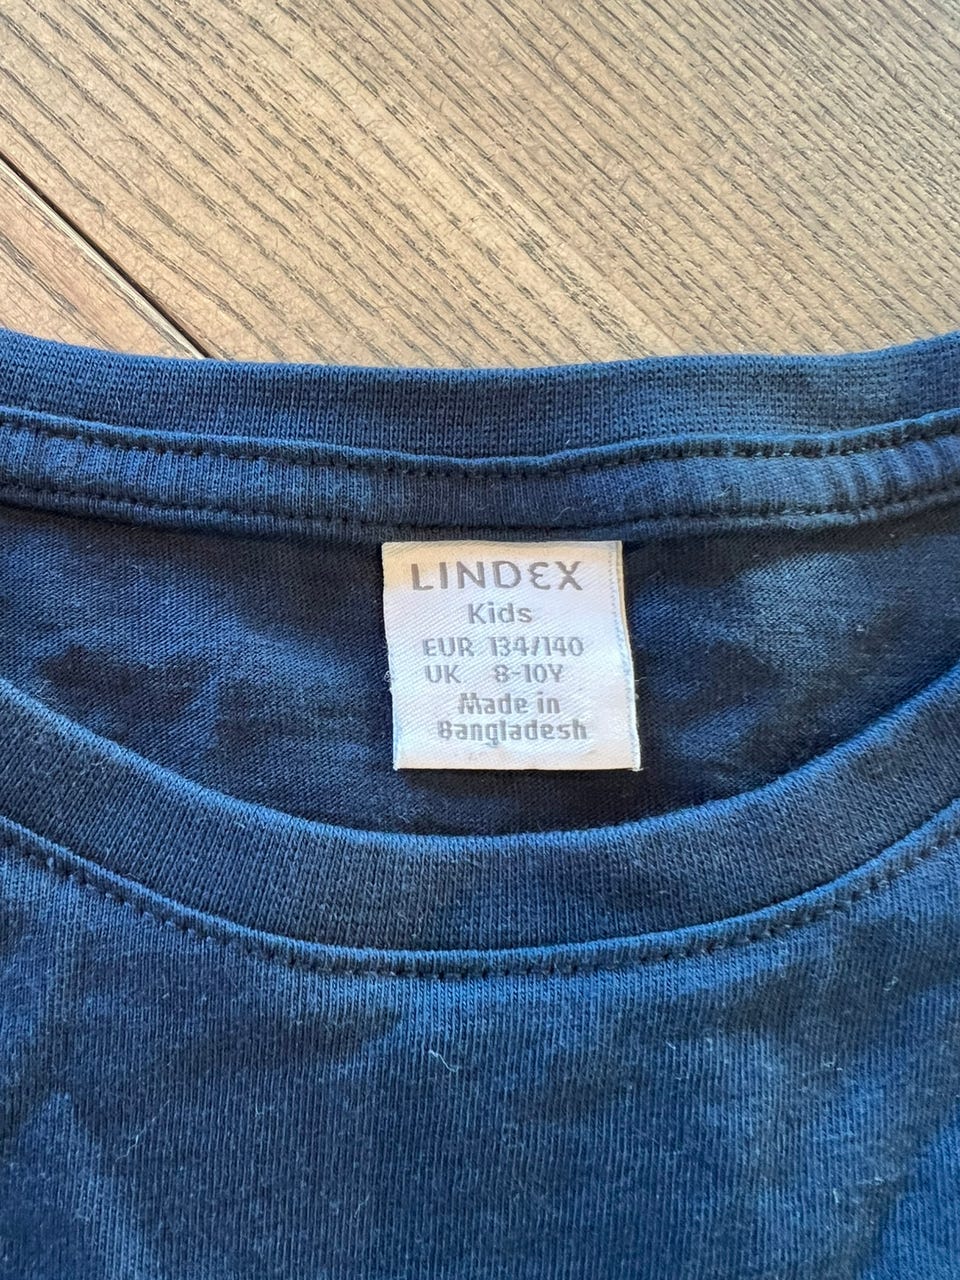 LINDEX
Kids
EUR 134/140
UK 8-10Y
Made in
Bangladesh